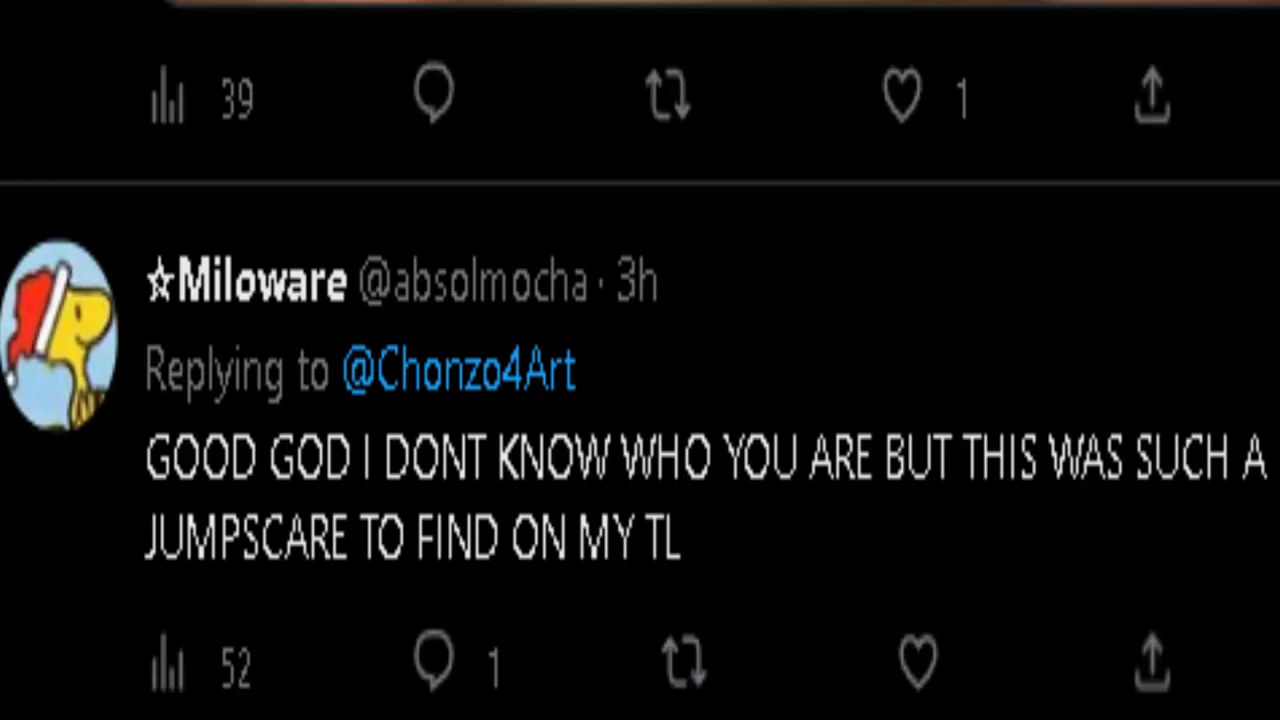 39 1
☆Miloware @absolmocha · 3h
Replying to @Chonzo4Art
GOOD GOD I DONT KNOW WHO YOU ARE BUT THIS WAS SUCH A
JUMPSCARE TO FIND ON MY TL
52 1